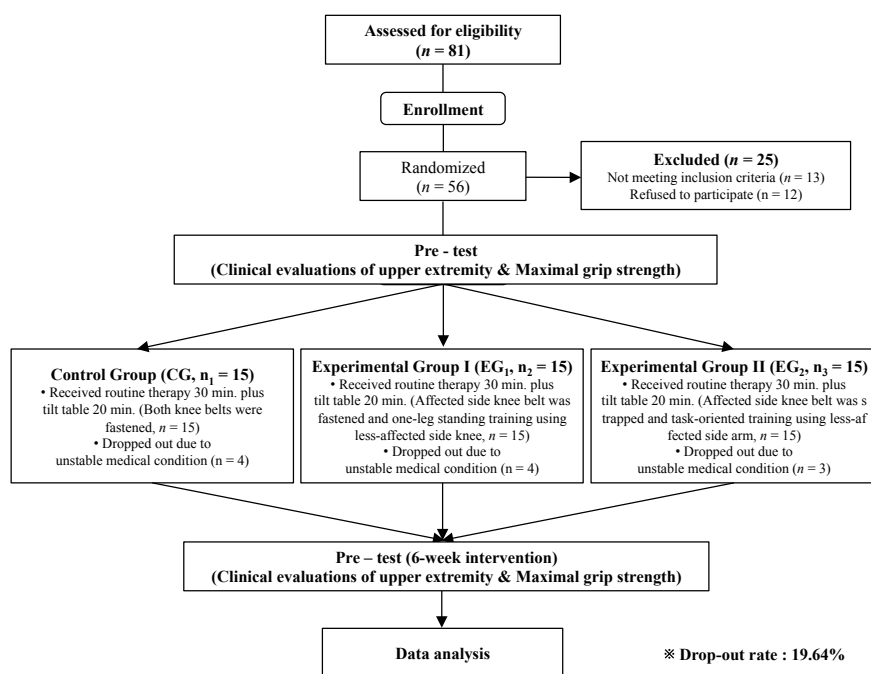 Assessed for eligibility
(n = 81)
Enrollment
Randomized
(n = 56)
Excluded (n = 25)
Not meeting inclusion criteria (n = 13)
Refused to participate (n = 12)
Pre - test
(Clinical evaluations of upper extremity & Maximal grip strength)
Control Group (CG, n₁ = 15)
• Received routine therapy 30 min. plus
tilt table 20 min. (Both knee belts were
fastened, n = 15)
• Dropped out due to
unstable medical condition (n = 4)
Experimental Group I (EG₁, n₂ = 15)
• Received routine therapy 30 min. plus
tilt table 20 min. (Affected side knee belt was
fastened and one-leg standing training using
less-affected side knee, n = 15)
• Dropped out due to
unstable medical condition (n = 4)
Experimental Group II (EG₂, n₃ = 15)
• Received routine therapy 30 min. plus
tilt table 20 min. (Affected side knee belt was s
trapped and task-oriented training using less-af
fected side arm, n = 15)
• Dropped out due to
unstable medical condition (n = 3)
Pre – test (6-week intervention)
(Clinical evaluations of upper extremity & Maximal grip strength)
Data analysis
※ Drop-out rate : 19.64%